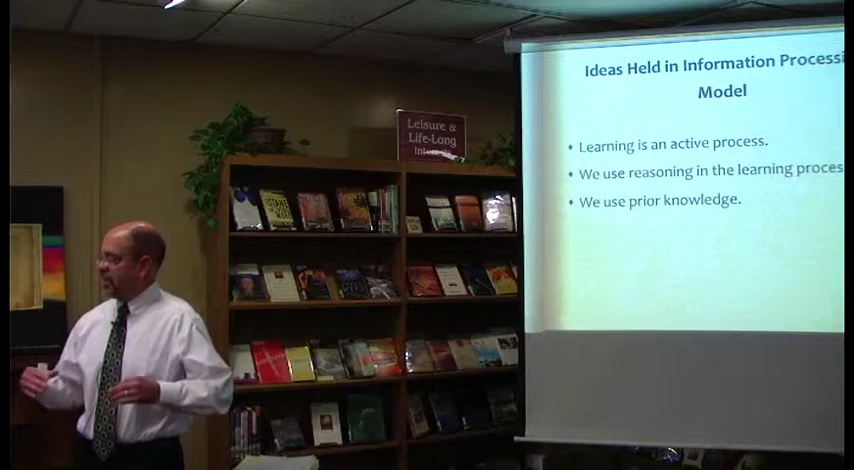 Ideas Held in Information Processi
Model
• Learning is an active process.
• We use reasoning in the learning proces
• We use prior knowledge.
Leisure &
Life-Long